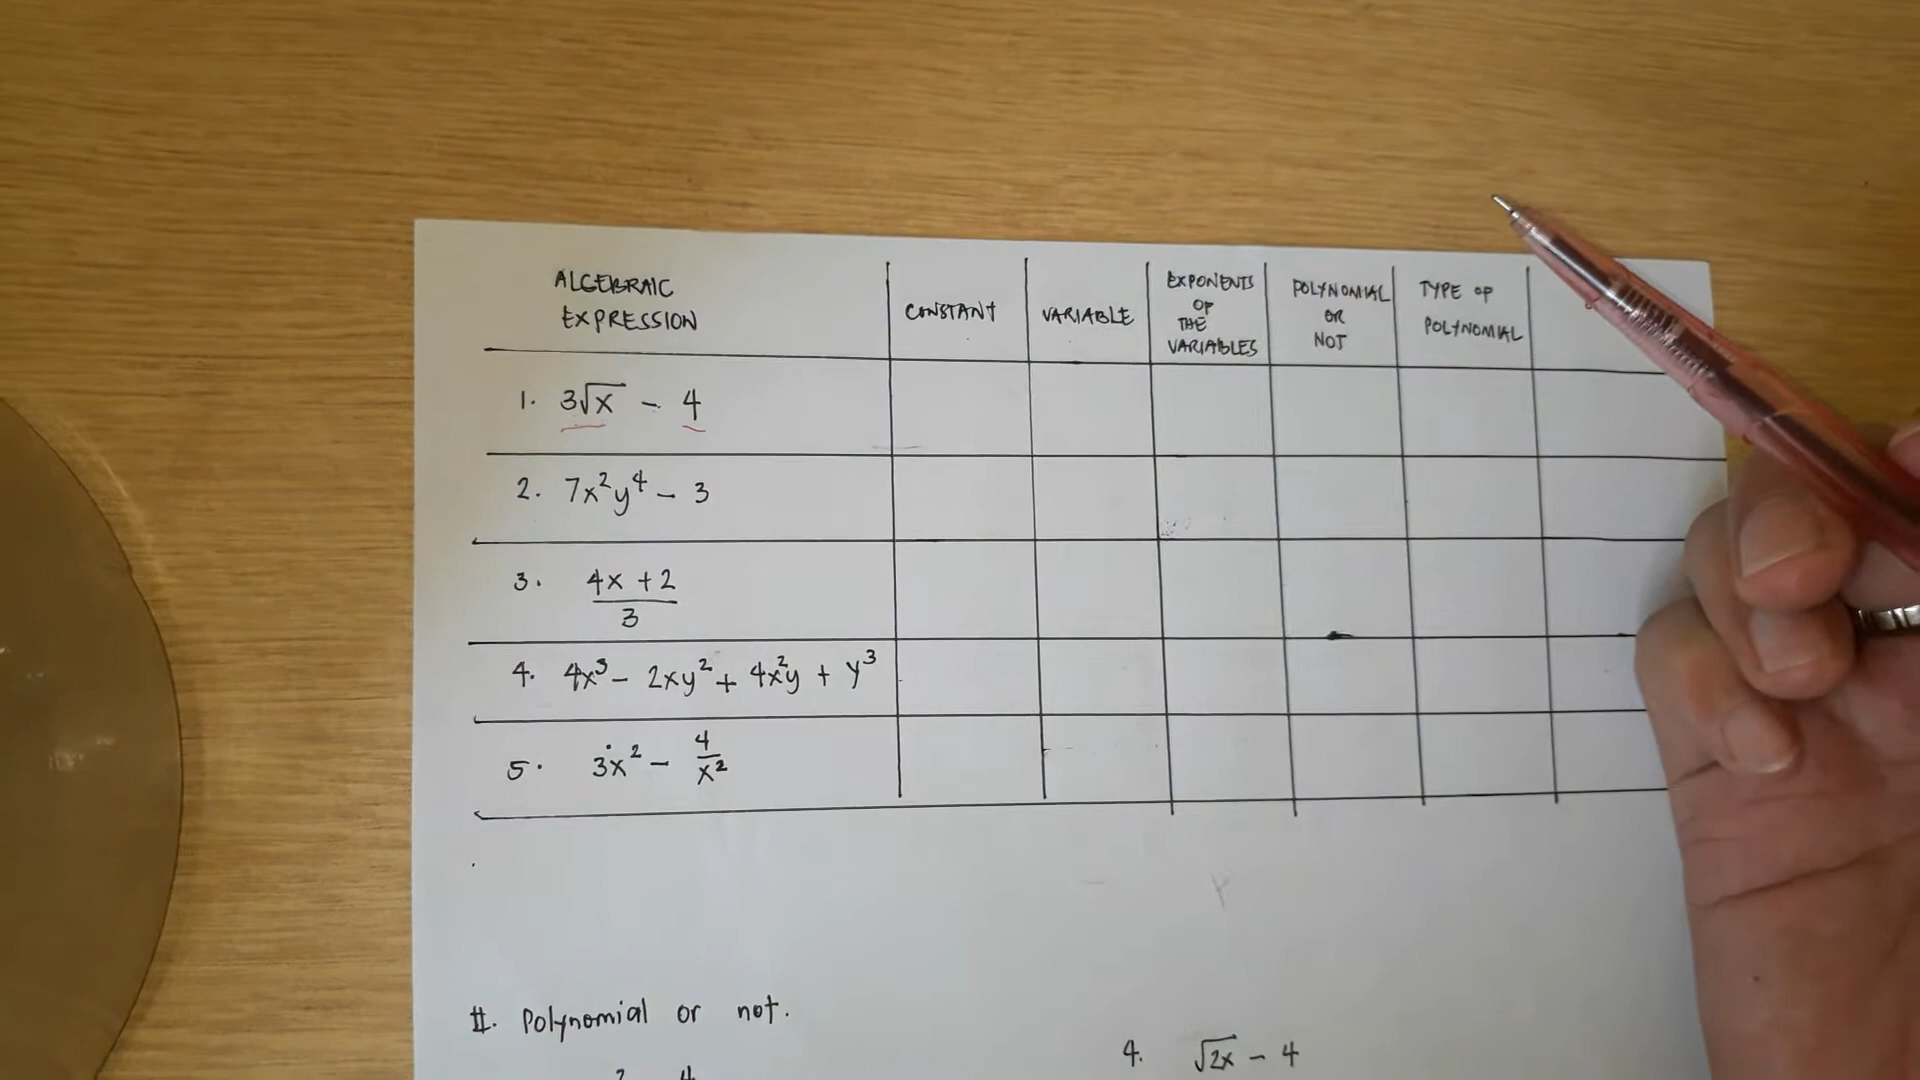 ALGEBRAIC EXPRESSION | CONSTANT | VARIABLE | EXPONENTS OF THE VARIABLES | POLYNOMIAL OR NOT | TYPE OF POLYNOMIAL
1. 3√x - 4
2. 7x²y⁴ - 3
3. (4x + 2)/3
4. 4x³ - 2xy² + 4x²y + y³
5. 3x² - 4/x²
II. Polynomial or not.
4. √2x - 4